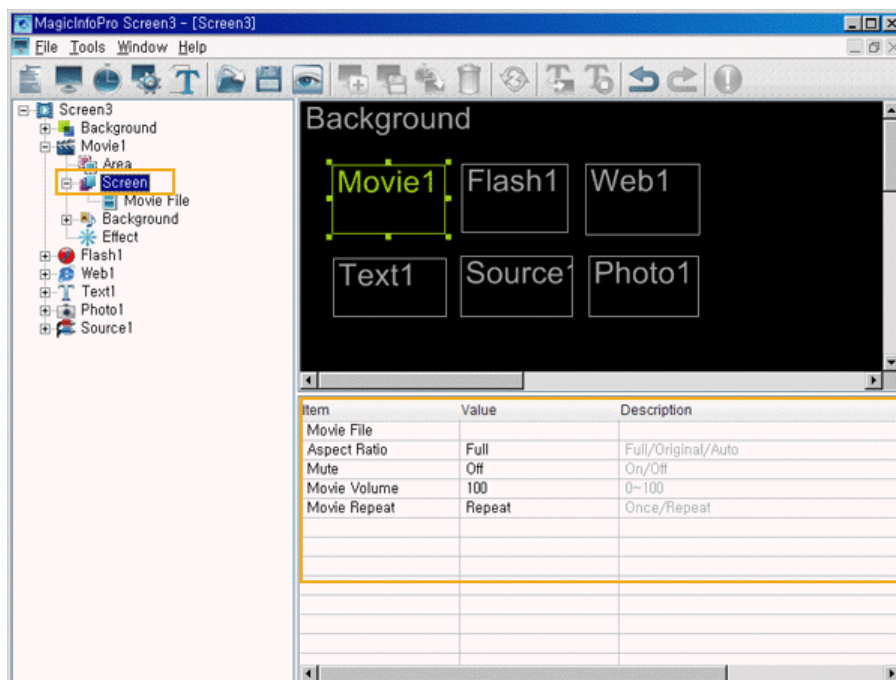 MagicInfoPro Screen3 - [Screen3]
File Tools Window Help
Screen3
Background
Movie1
Area
Screen
Movie File
Background
Effect
Flash1
Web1
Text1
Photo1
Source1
Background
Movie1 Flash1 Web1
Text1 Source1 Photo1
Item Value Description
Movie File
Aspect Ratio Full Full/Original/Auto
Mute Off On/Off
Movie Volume 100 0~100
Movie Repeat Repeat Once/Repeat